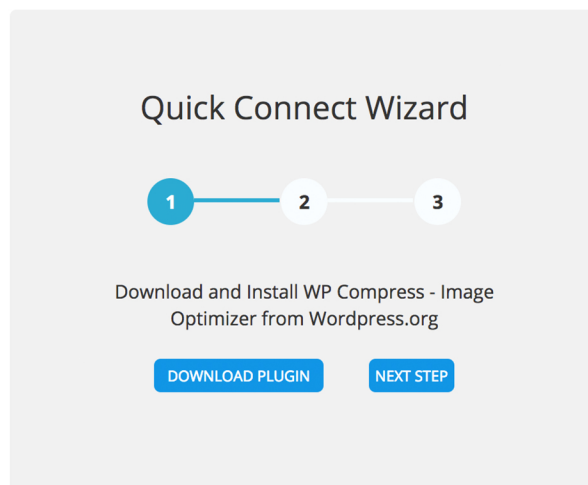 Quick Connect Wizard
1 2 3
Download and Install WP Compress - Image
Optimizer from Wordpress.org
DOWNLOAD PLUGIN NEXT STEP